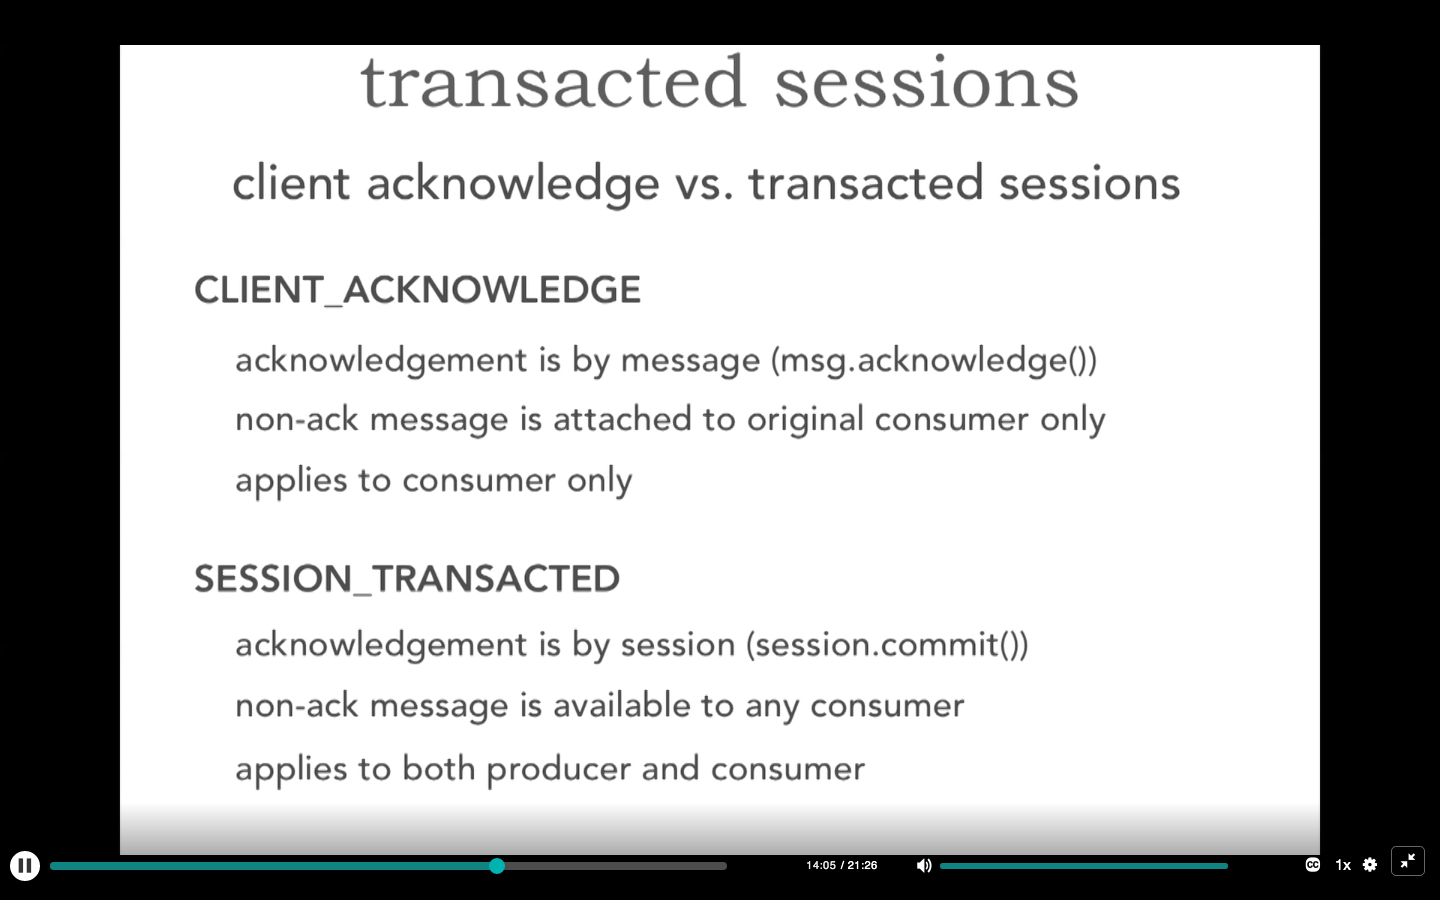 transacted sessions
client acknowledge vs. transacted sessions
CLIENT_ACKNOWLEDGE
acknowledgement is by message (msg.acknowledge())
non-ack message is attached to original consumer only
applies to consumer only
SESSION_TRANSACTED
acknowledgement is by session (session.commit())
non-ack message is available to any consumer
applies to both producer and consumer
14:05 / 21:26 CC 1x